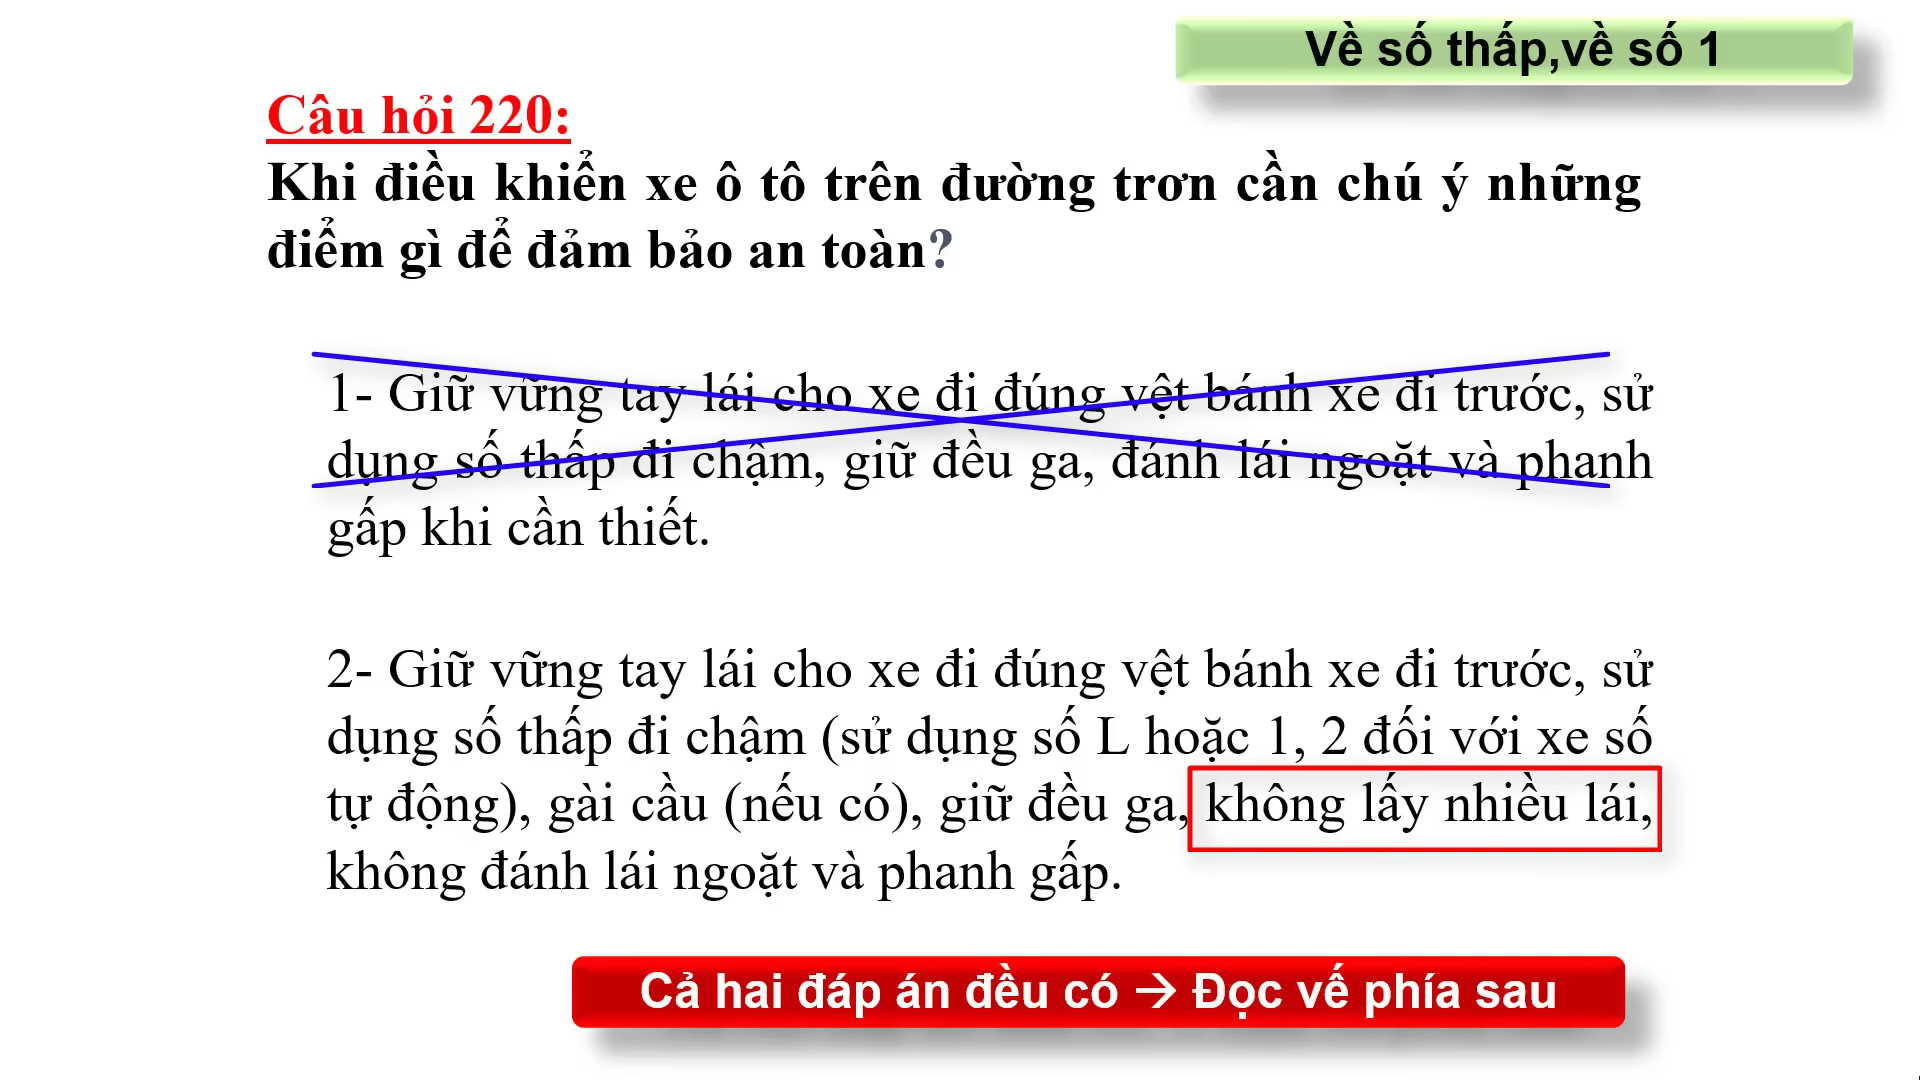 Về số thấp,về số 1
Câu hỏi 220:
Khi điều khiển xe ô tô trên đường trơn cần chú ý những
điểm gì để đảm bảo an toàn?
1- Giữ vững tay lái cho xe đi đúng vệt bánh xe đi trước, sử
dụng số thấp đi chậm, giữ đều ga, đánh lái ngoặt và phanh
gấp khi cần thiết.
2- Giữ vững tay lái cho xe đi đúng vệt bánh xe đi trước, sử
dụng số thấp đi chậm (sử dụng số L hoặc 1, 2 đối với xe số
tự động), gài cầu (nếu có), giữ đều ga, không lấy nhiều lái,
không đánh lái ngoặt và phanh gấp.
Cả hai đáp án đều có → Đọc vế phía sau